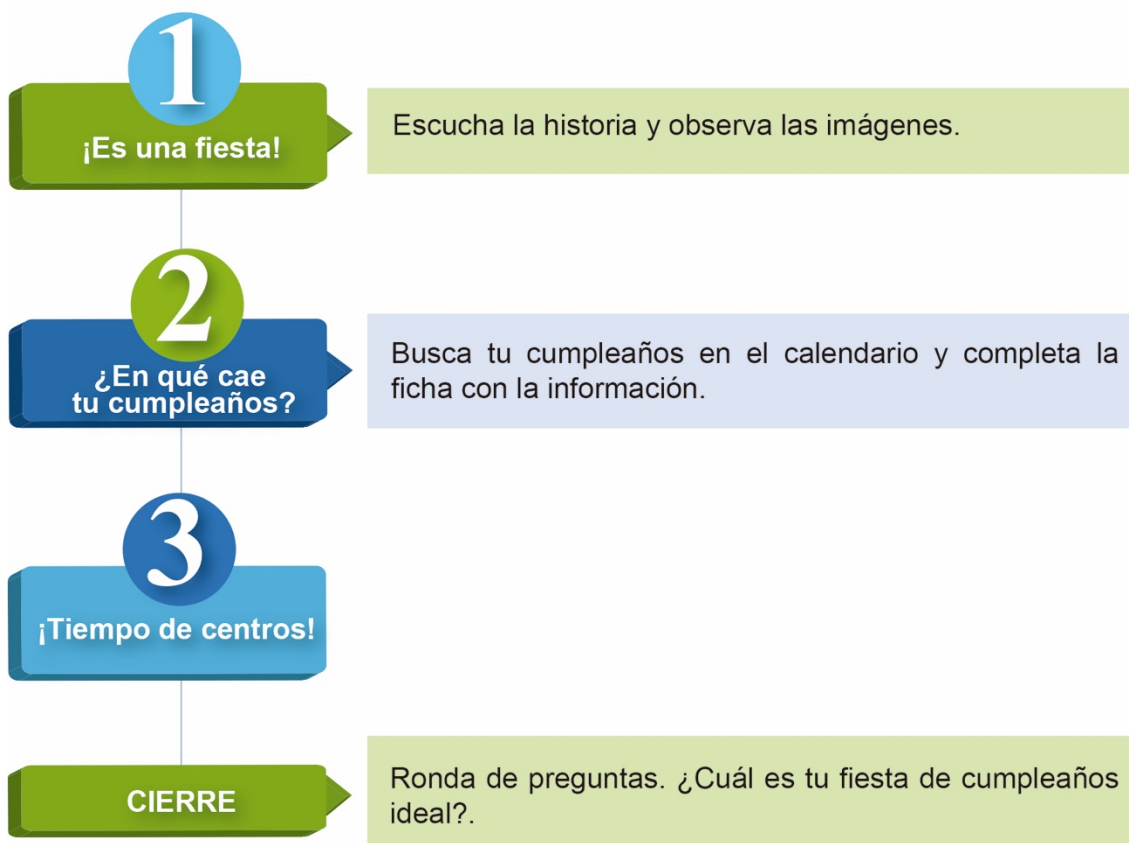 1
¡Es una fiesta!
Escucha la historia y observa las imágenes.
2
¿En qué cae
tu cumpleaños?
Busca tu cumpleaños en el calendario y completa la
ficha con la información.
3
¡Tiempo de centros!
CIERRE
Ronda de preguntas. ¿Cuál es tu fiesta de cumpleaños
ideal?.